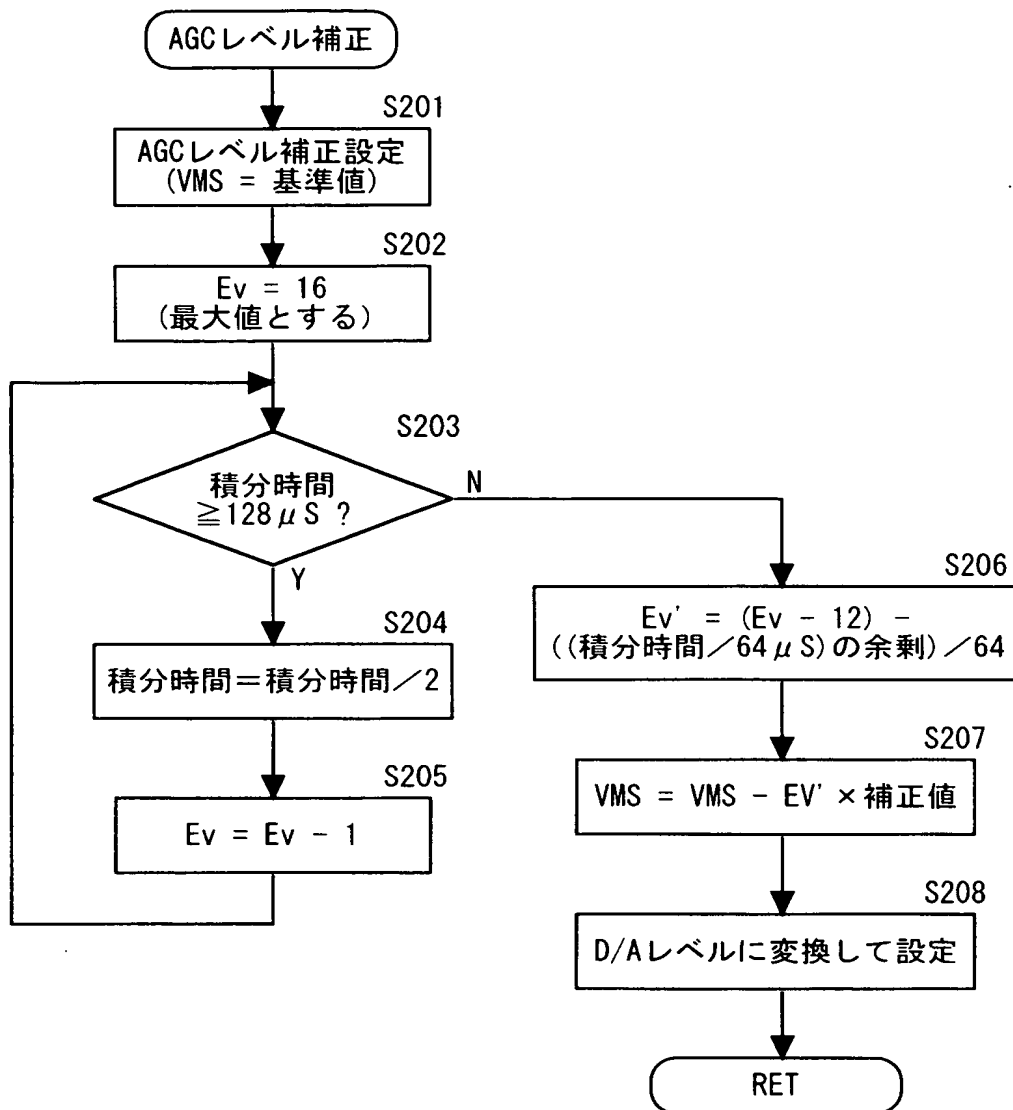 AGCレベル補正
S201
AGCレベル補正設定
(VMS = 基準値)
S202
Ev = 16
(最大値とする)
S203
積分時間
≧128μS ?
N
Y
S204
積分時間=積分時間/2
S205
Ev = Ev - 1
S206
Ev' = (Ev - 12) -
((積分時間/64μS)の余剰)/64
S207
VMS = VMS - EV' ×補正値
S208
D/Aレベルに変換して設定
RET